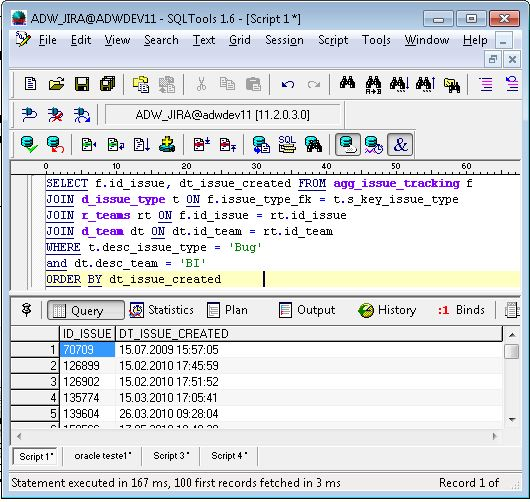 ADW_JIRA@ADWDEV11 - SQLTools 1.6 - [Script 1 *]
File Edit View Search Text Grid Session Script Tools Window Help
ADW_JIRA@adwdev11 [11.2.0.3.0]
SQL &
0 10 20 30 40 50 60
SELECT f.id_issue, dt_issue_created FROM agg_issue_tracking f
JOIN d_issue_type t ON f.issue_type_fk = t.s_key_issue_type
JOIN r_teams rt ON f.id_issue = rt.id_issue
JOIN d_team dt ON dt.id_team = rt.id_team
WHERE t.desc_issue_type = 'Bug'
and dt.desc_team = 'BI'
ORDER BY dt_issue_created
Query Statistics Plan Output History :1 Binds
ID_ISSUE DT_ISSUE_CREATED
1 70709 15.07.2009 15:57:05
2 126899 15.02.2010 17:45:59
3 126902 15.02.2010 17:51:52
4 135774 15.03.2010 17:05:41
5 139604 26.03.2010 09:28:04
Script 1* oracle teste1* Script 3 * Script 4 *
Statement executed in 167 ms, 100 first records fetched in 3 ms Record 1 of